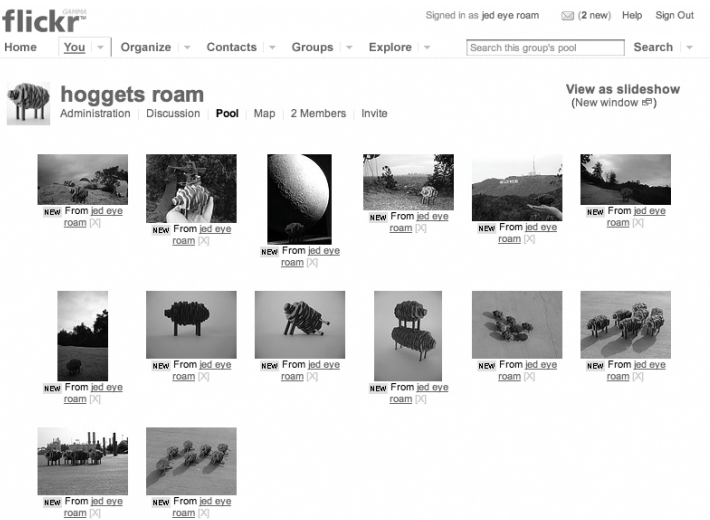 flickr GAMMA
Signed in as jed eye roam (2 new) Help Sign Out
Home You Organize Contacts Groups Explore Search this group's pool Search
hoggets roam
View as slideshow
(New window)
Administration Discussion Pool Map 2 Members Invite
NEW From jed eye
roam [X]
NEW From jed eye
roam [X]
NEW From jed eye
roam [X]
NEW From jed eye
roam [X]
NEW From jed eye
roam [X]
NEW From jed eye
roam [X]
NEW From jed eye
roam [X]
NEW From jed eye
roam [X]
NEW From jed eye
roam [X]
NEW From jed eye
roam [X]
NEW From jed eye
roam [X]
NEW From jed eye
roam [X]
NEW From jed eye
roam [X]
NEW From jed eye
roam [X]